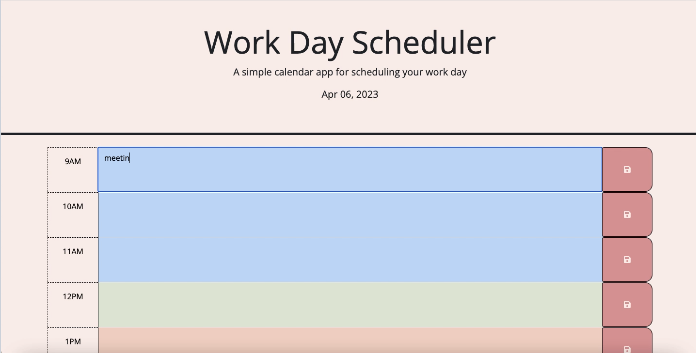 Work Day Scheduler
A simple calendar app for scheduling your work day
Apr 06, 2023
9AM
meetin
10AM
11AM
12PM
1PM